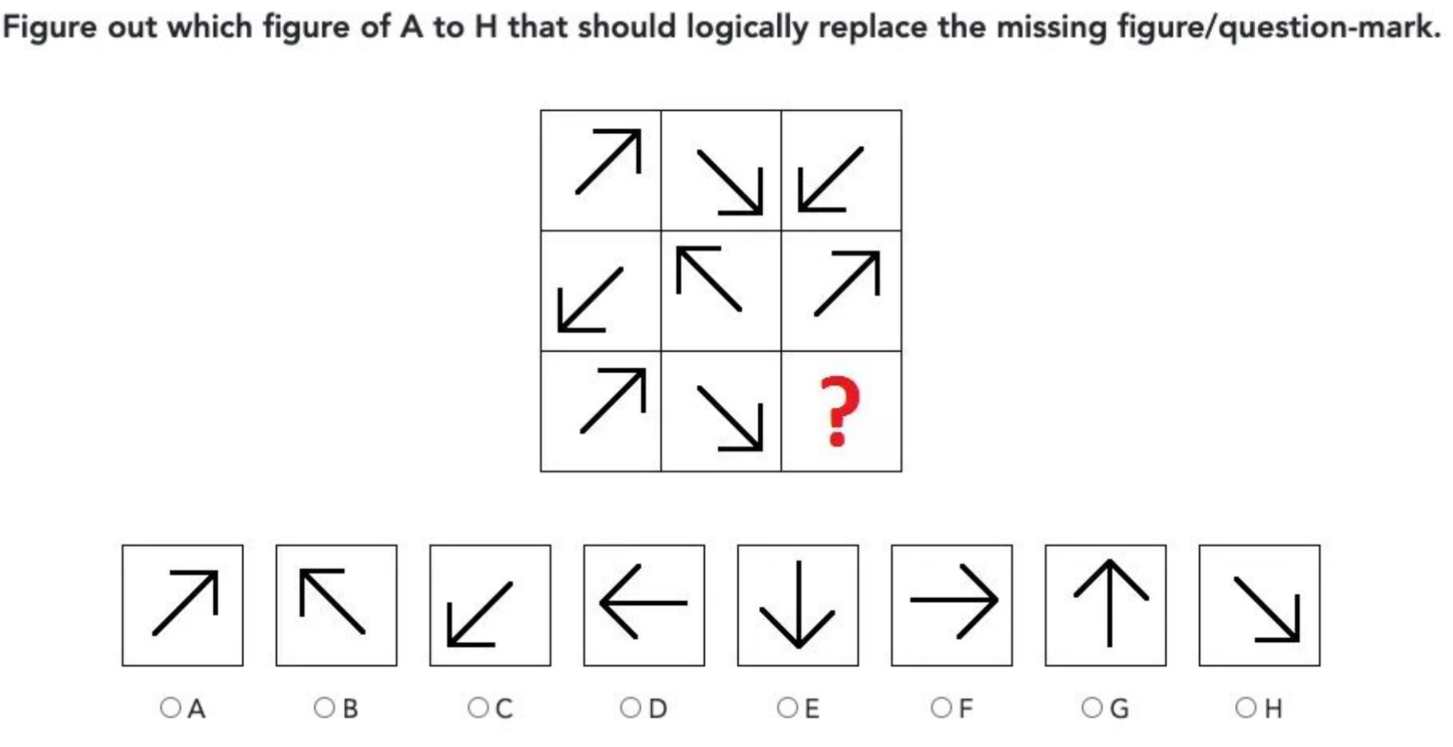 Figure out which figure of A to H that should logically replace the missing figure/question-mark.
?
A B C D E F G H